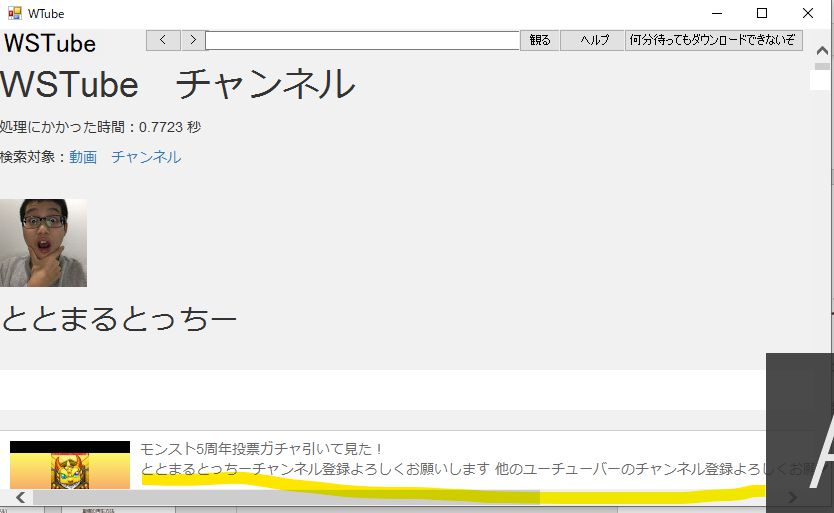 WTube
WSTube
<
>
観る
ヘルプ
何分待ってもダウンロードできないぞ
WSTube チャンネル
処理にかかった時間：0.7723 秒
検索対象：動画 チャンネル
ととまるとっちー
モンスト5周年投票ガチャ引いて見た！
ととまるとっちーチャンネル登録よろしくお願いします 他のユーチューバーのチャンネル登録よろしくお願
A